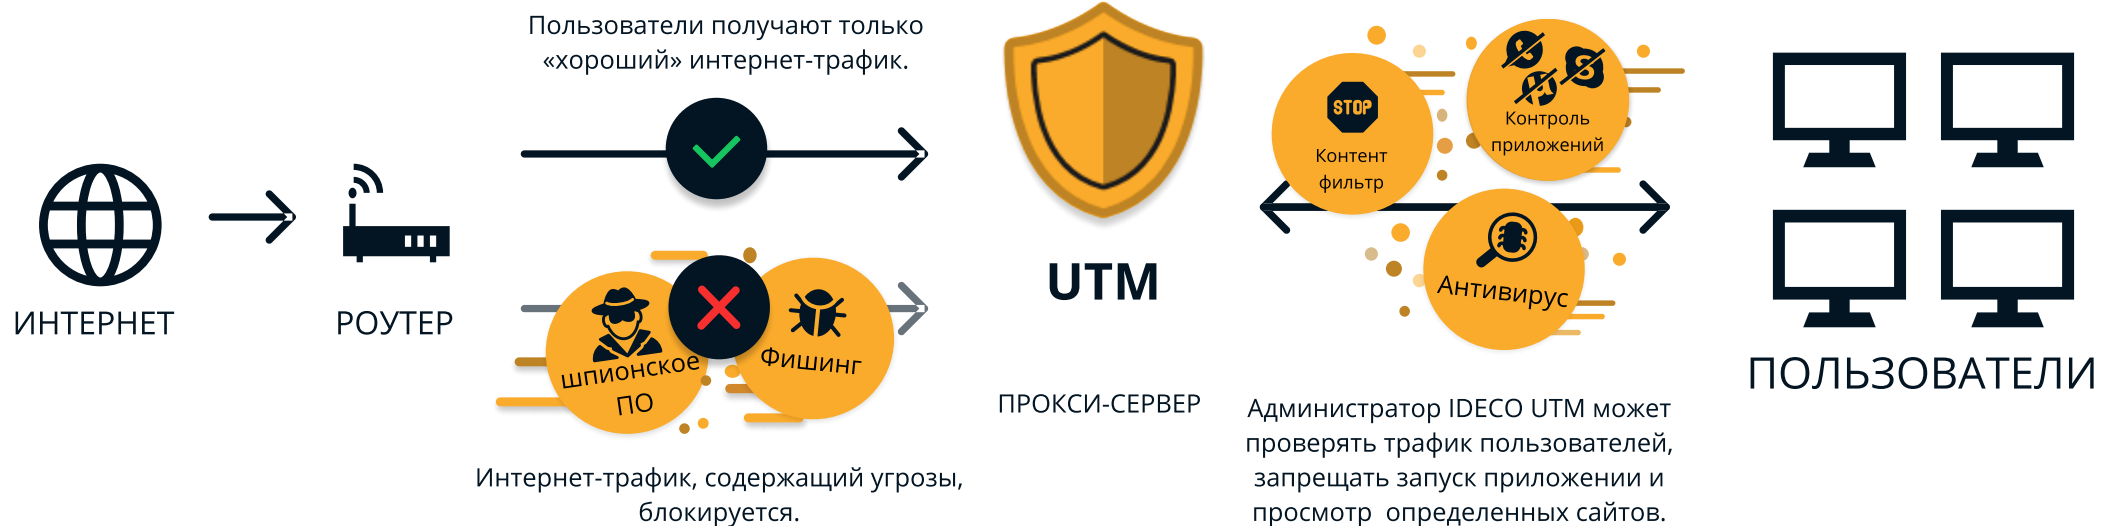 Пользователи получают только
«хороший» интернет-трафик.
ИНТЕРНЕТ
РОУТЕР
шпионское
ПО
Фишинг
Интернет-трафик, содержащий угрозы,
блокируется.
UTM
ПРОКСИ-СЕРВЕР
STOP
Контент
фильтр
Контроль
приложений
Антивирус
Администратор IDECO UTM может
проверять трафик пользователей,
запрещать запуск приложении и
просмотр определенных сайтов.
ПОЛЬЗОВАТЕЛИ